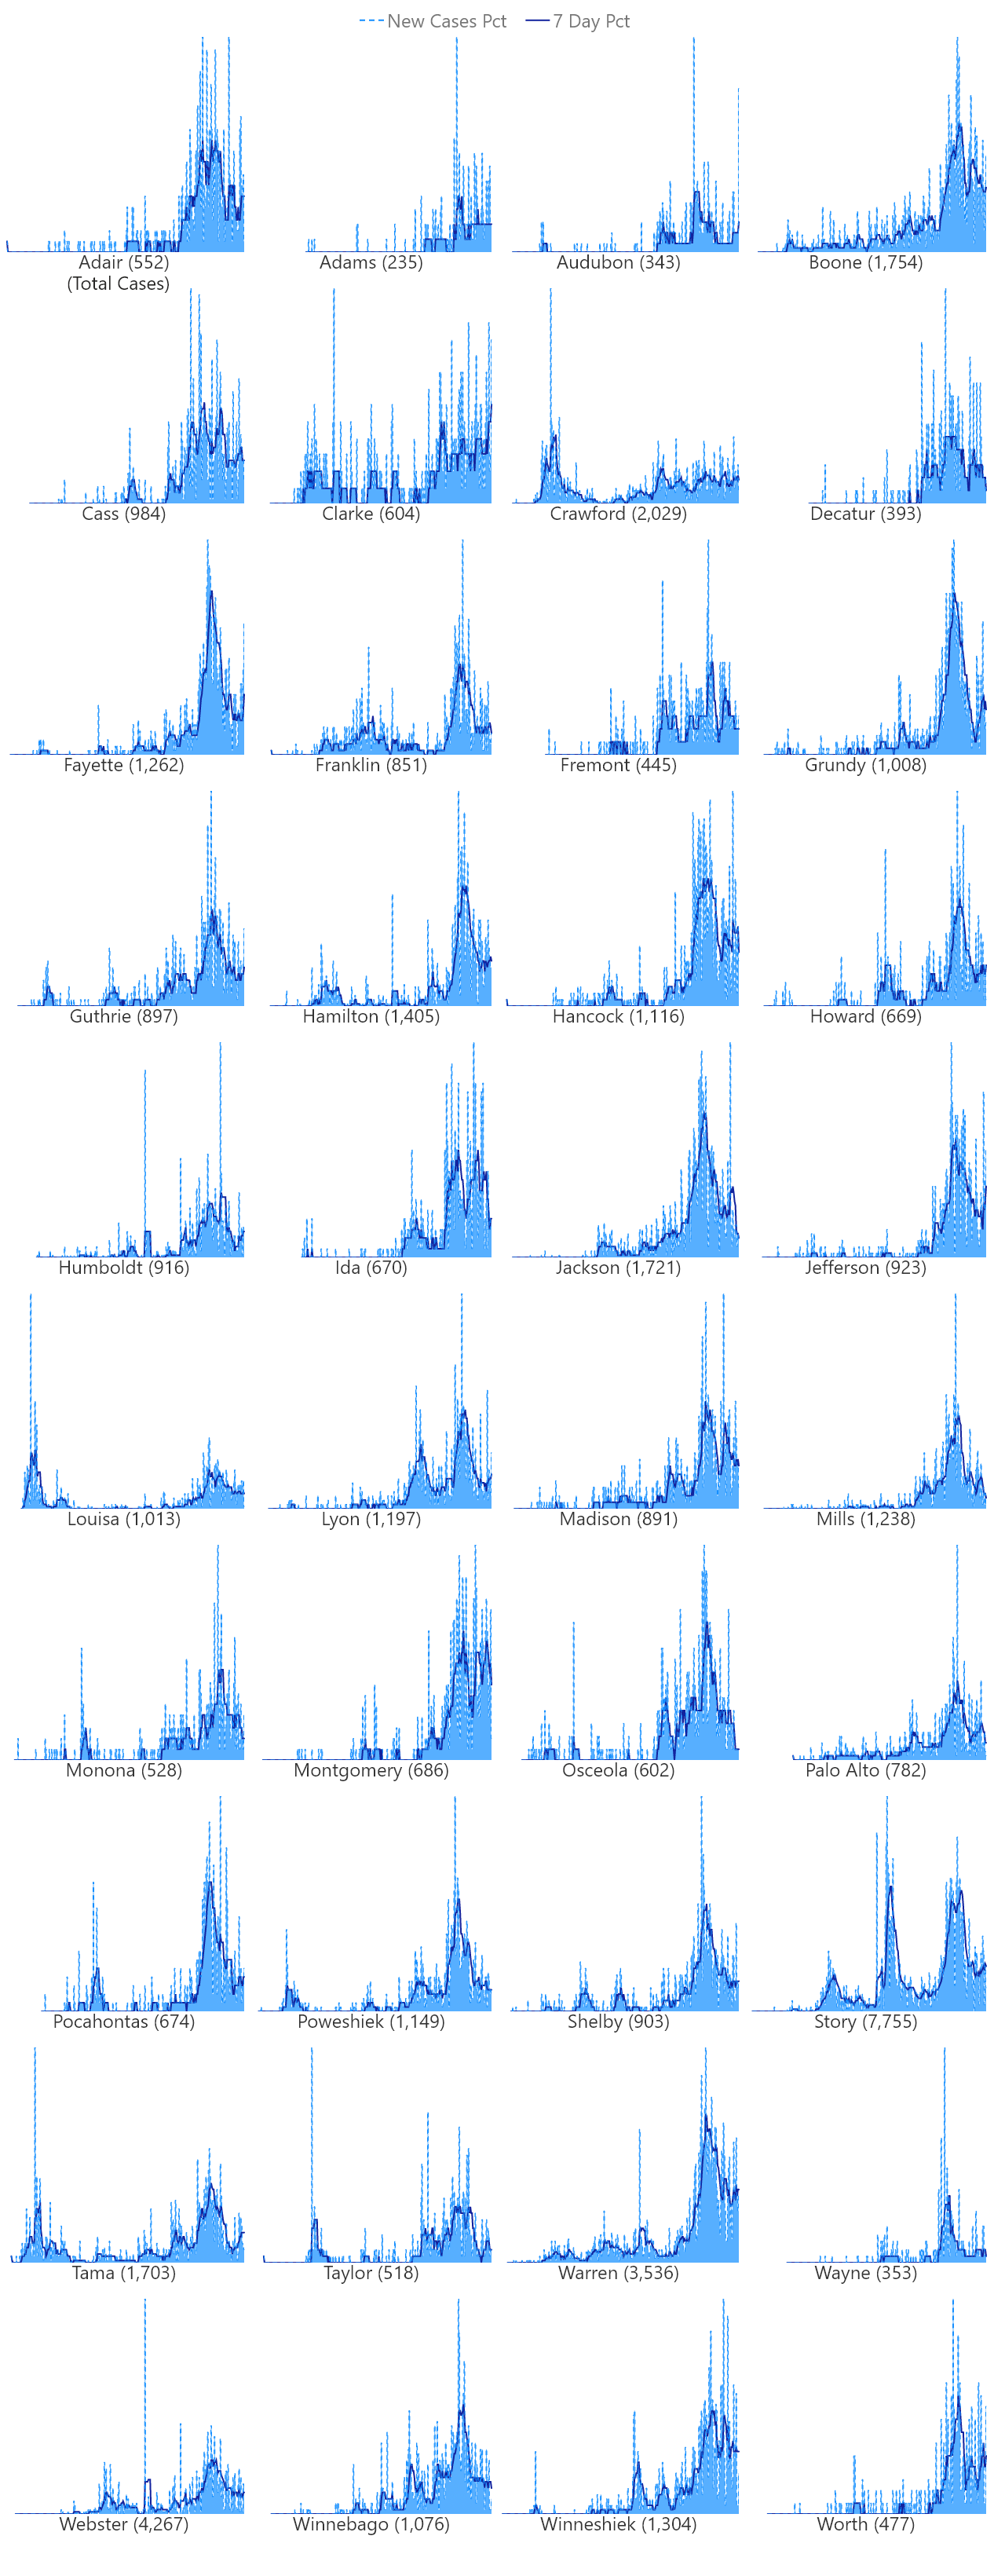 New Cases Pct 7 Day Pct
Adair (552) Adams (235) Audubon (343) Boone (1,754)
(Total Cases)
Cass (984) Clarke (604) Crawford (2,029) Decatur (393)
Fayette (1,262) Franklin (851) Fremont (445) Grundy (1,008)
Guthrie (897) Hamilton (1,405) Hancock (1,116) Howard (669)
Humboldt (916) Ida (670) Jackson (1,721) Jefferson (923)
Louisa (1,013) Lyon (1,197) Madison (891) Mills (1,238)
Monona (528) Montgomery (686) Osceola (602) Palo Alto (782)
Pocahontas (674) Poweshiek (1,149) Shelby (903) Story (7,755)
Tama (1,703) Taylor (518) Warren (3,536) Wayne (353)
Webster (4,267) Winnebago (1,076) Winneshiek (1,304) Worth (477)